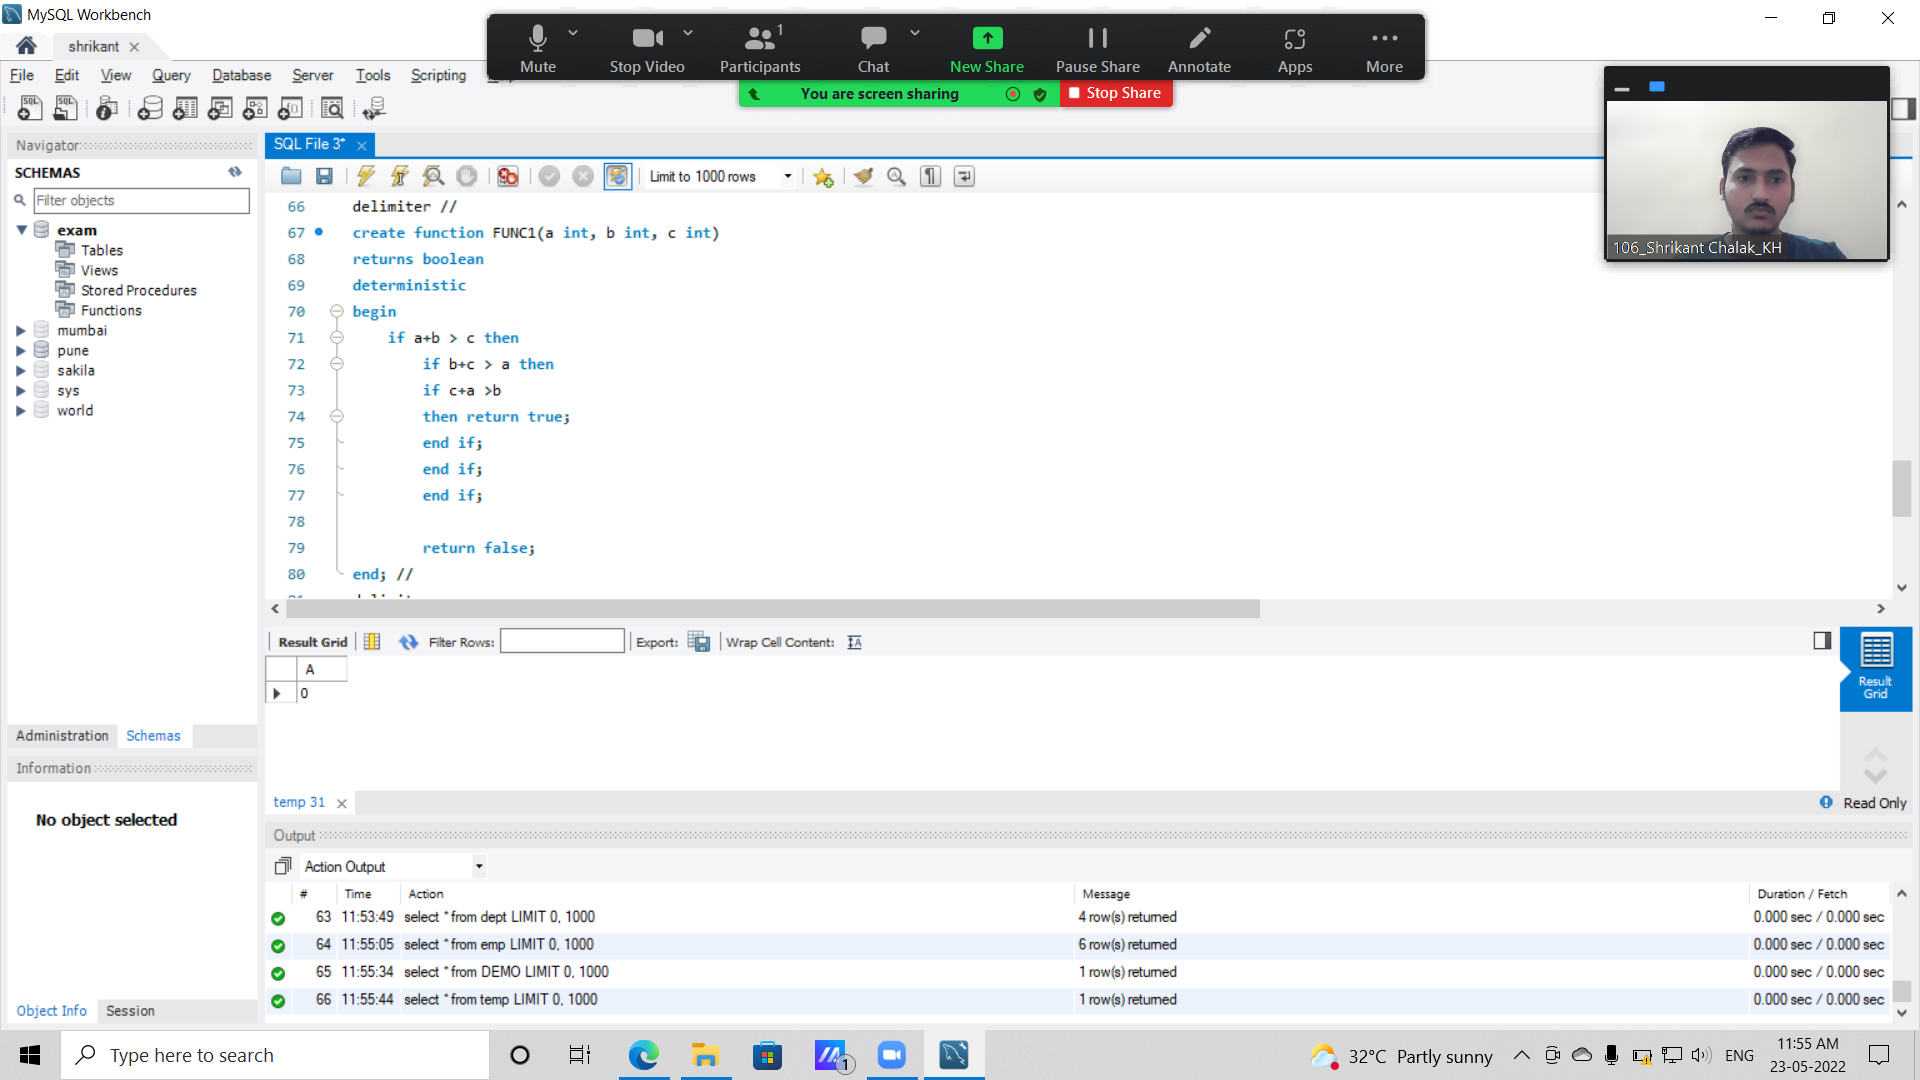 MySQL Workbench
shrikant
File Edit View Query Database Server Tools Scripting
Mute Stop Video Participants 1 Chat New Share Pause Share Annotate Apps More
You are screen sharing Stop Share
106_Shrikant Chalak_KH
Navigator
SCHEMAS
Filter objects
exam
Tables
Views
Stored Procedures
Functions
mumbai
pune
sakila
sys
world
Administration Schemas
Information
No object selected
Object Info Session
SQL File 3*
Limit to 1000 rows
66 delimiter //
67 create function FUNC1(a int, b int, c int)
68 returns boolean
69 deterministic
70 begin
71 if a+b > c then
72 if b+c > a then
73 if c+a >b
74 then return true;
75 end if;
76 end if;
77 end if;
78
79 return false;
80 end; //
Result Grid Filter Rows: Export: Wrap Cell Content:
A
0
Result
Grid
temp 31
Read Only
Output
Action Output
# Time Action Message Duration / Fetch
63 11:53:49 select * from dept LIMIT 0, 1000 4 row(s) returned 0.000 sec / 0.000 sec
64 11:55:05 select * from emp LIMIT 0, 1000 6 row(s) returned 0.000 sec / 0.000 sec
65 11:55:34 select * from DEMO LIMIT 0, 1000 1 row(s) returned 0.000 sec / 0.000 sec
66 11:55:44 select * from temp LIMIT 0, 1000 1 row(s) returned 0.000 sec / 0.000 sec
Type here to search
1
32°C Partly sunny
ENG
11:55 AM
23-05-2022